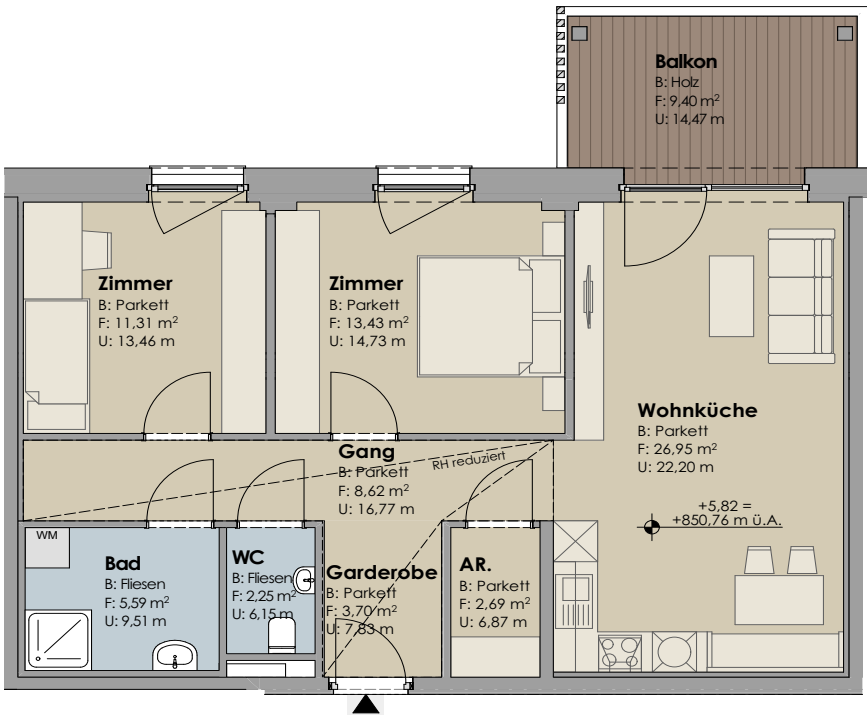 Balkon
B: Holz
F: 9,40 m²
U: 14,47 m
Zimmer
B: Parkett
F: 11,31 m²
U: 13,46 m
Zimmer
B: Parkett
F: 13,43 m²
U: 14,73 m
Wohnküche
B: Parkett
F: 26,95 m²
U: 22,20 m
+5,82 =
+850,76 m ü.A.
Gang
B: Parkett
F: 8,62 m²
U: 16,77 m
RH reduziert
WM
Bad
B: Fliesen
F: 5,59 m²
U: 9,51 m
WC
B: Fliesen
F: 2,25 m²
U: 6,15 m
Garderobe
B: Parkett
F: 3,70 m²
U: 7,83 m
AR.
B: Parkett
F: 2,69 m²
U: 6,87 m